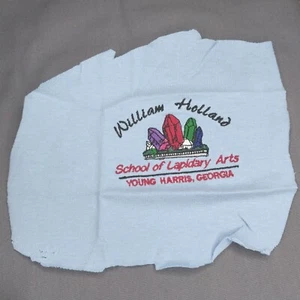 William Holland
School of Lapidary Arts
YOUNG HARRIS, GEORGIA